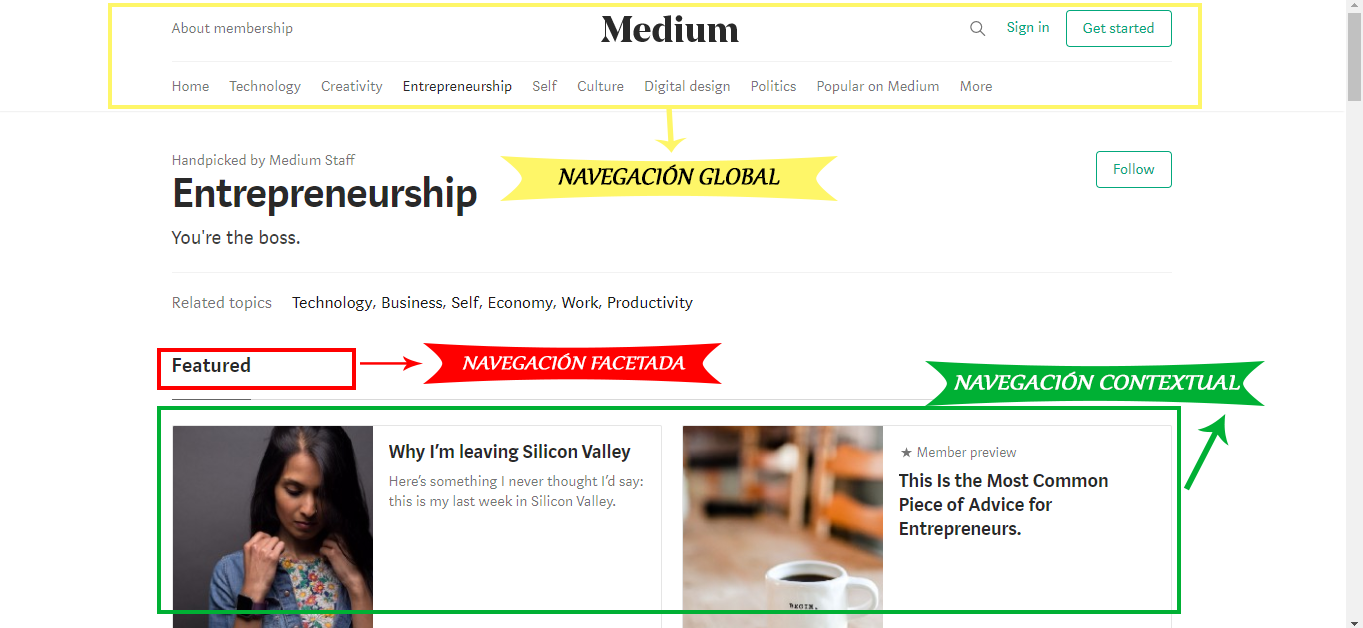 About membership
Medium
Sign in
Get started
Home Technology Creativity Entrepreneurship Self Culture Digital design Politics Popular on Medium More
Handpicked by Medium Staff
Entrepreneurship
NAVEGACIÓN GLOBAL
Follow
You're the boss.
Related topics Technology, Business, Self, Economy, Work, Productivity
Featured
NAVEGACIÓN FACETADA
NAVEGACIÓN CONTEXTUAL
Why I’m leaving Silicon Valley
Here’s something I never thought I’d say:
this is my last week in Silicon Valley.
★ Member preview
This Is the Most Common
Piece of Advice for
Entrepreneurs.
BEGIN.